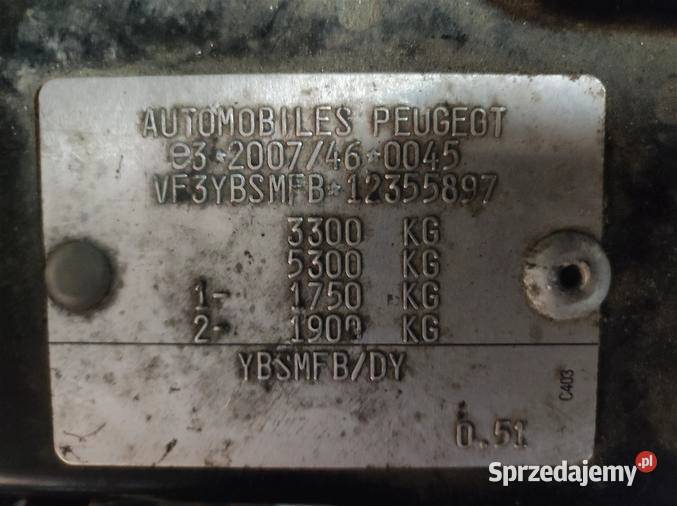 AUTOMOBILES PEUGEOT
e3*2007/46*0045
VF3YBSMFB*12355897
3300 KG
5300 KG
1- 1750 KG
2- 1900 KG
YBSMFB/DY
C403
0.51
Sprzedajemy.pl